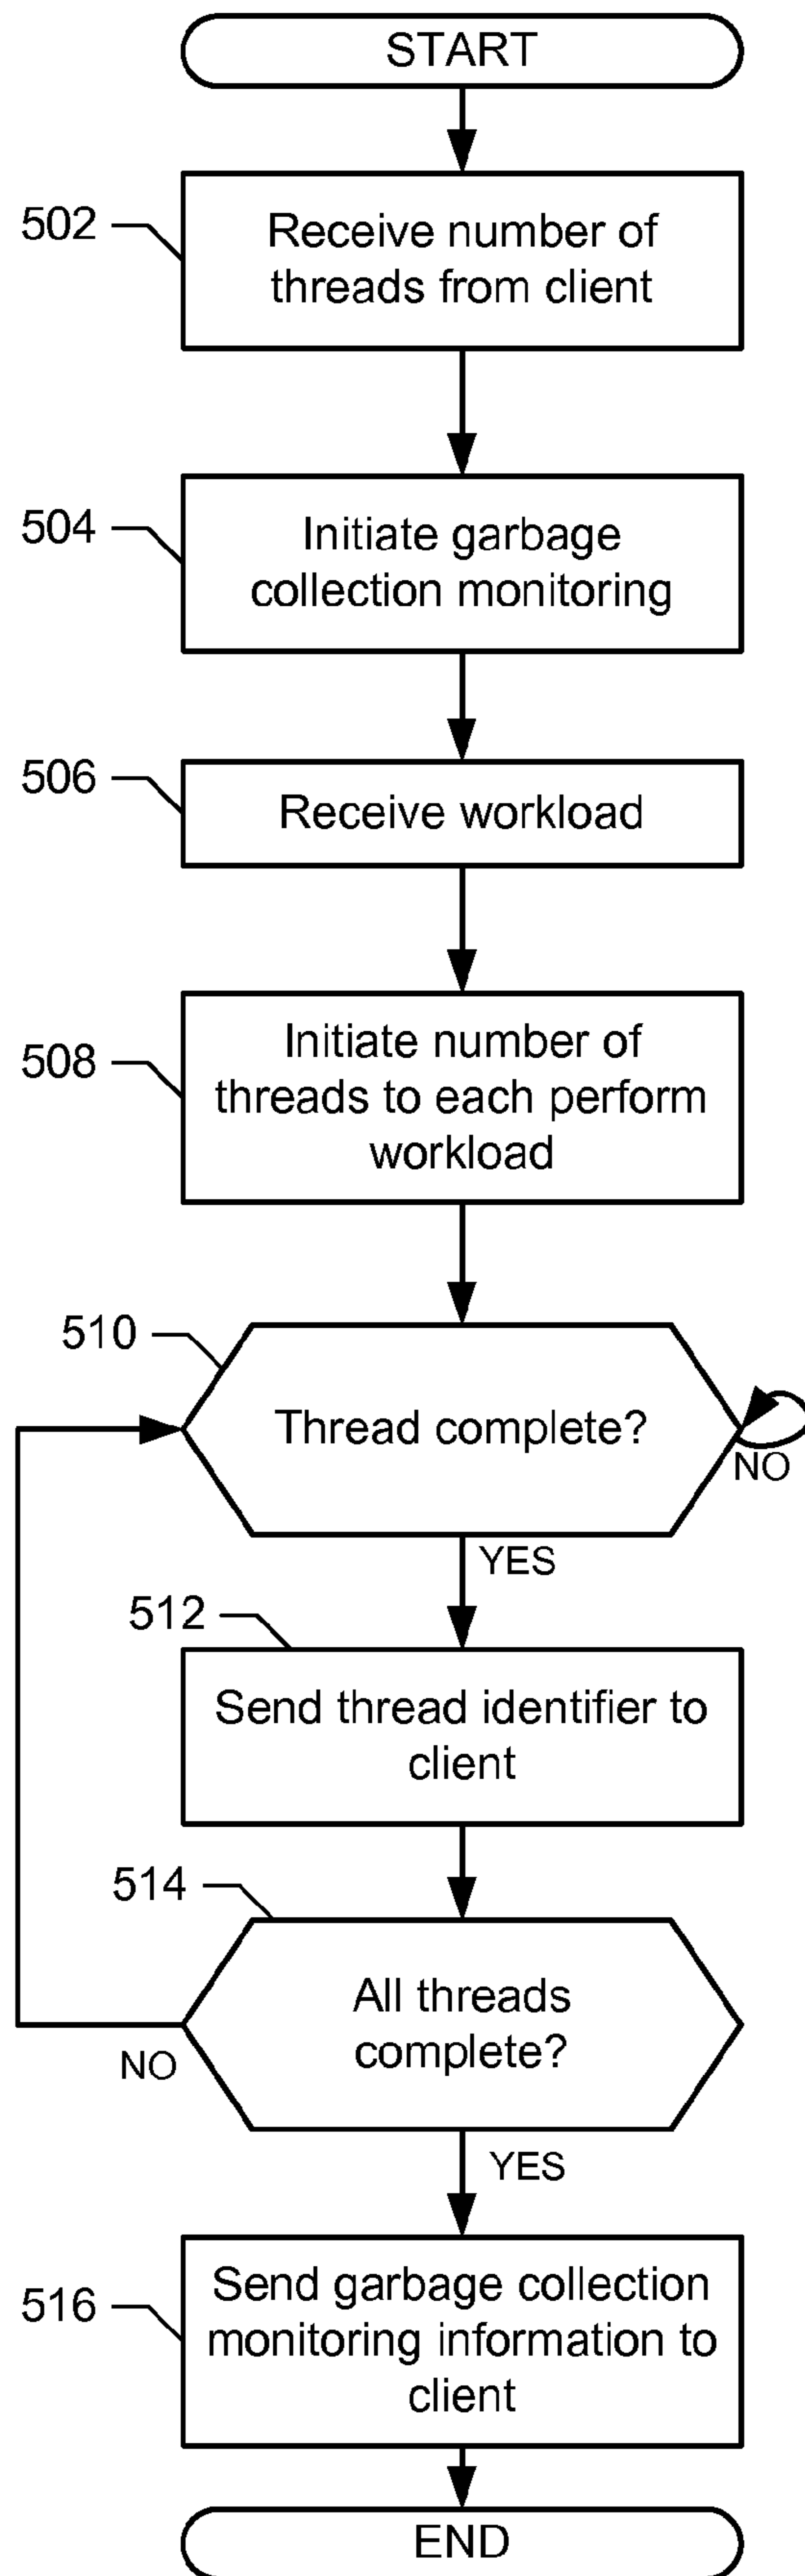 START
502
Receive number of
threads from client
504
Initiate garbage
collection monitoring
506
Receive workload
508
Initiate number of
threads to each perform
workload
510
Thread complete?
NO
YES
512
Send thread identifier to
client
514
All threads
complete?
NO
YES
516
Send garbage collection
monitoring information to
client
END